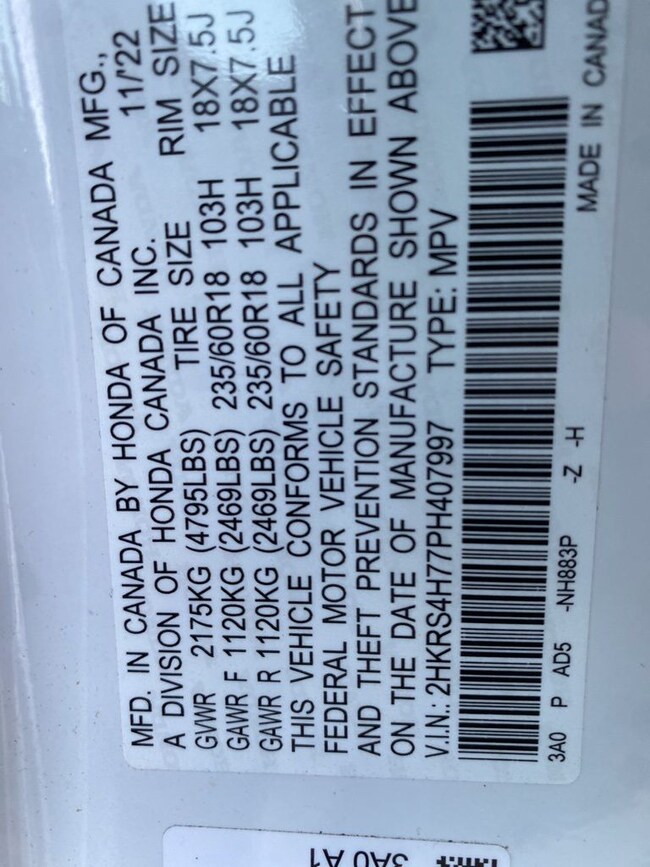 MFD. IN CANADA BY HONDA OF CANADA MFG.,
A DIVISION OF HONDA CANADA INC. 11/'22
GVWR 2175KG (4795LBS) TIRE SIZE RIM SIZE
GAWR F 1120KG (2469LBS) 235/60R18 103H 18X7.5J
GAWR R 1120KG (2469LBS) 235/60R18 103H 18X7.5J
THIS VEHICLE CONFORMS TO ALL APPLICABLE
FEDERAL MOTOR VEHICLE SAFETY
AND THEFT PREVENTION STANDARDS IN EFFECT
ON THE DATE OF MANUFACTURE SHOWN ABOVE
V.I.N.: 2HKRS4H77PH407997 TYPE: MPV
3A0 P AD5 -NH883P -Z -H
MADE IN CANAD
3A0 A1